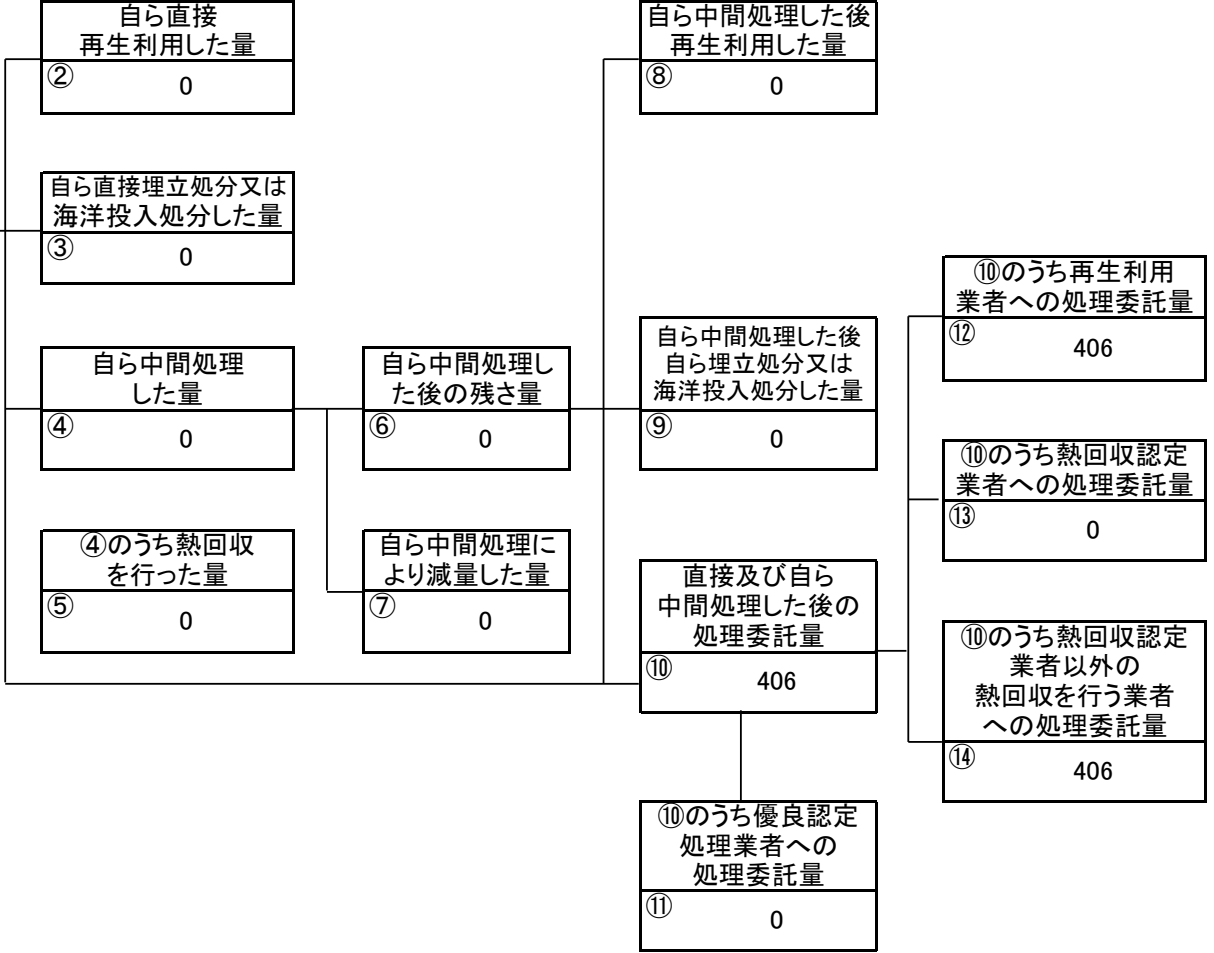 自ら直接
再生利用した量
②
0
自ら直接埋立処分又は
海洋投入処分した量
③
0
自ら中間処理
した量
④
0
④のうち熱回収
を行った量
⑤
0
自ら中間処理し
た後の残さ量
⑥
0
自ら中間処理に
より減量した量
⑦
0
自ら中間処理した後
再生利用した量
⑧
0
自ら中間処理した後
自ら埋立処分又は
海洋投入処分した量
⑨
0
直接及び自ら
中間処理した後の
処理委託量
⑩
406
⑩のうち優良認定
処理業者への
処理委託量
⑪
0
⑩のうち再生利用
業者への処理委託量
⑫
406
⑩のうち熱回収認定
業者への処理委託量
⑬
0
⑩のうち熱回収認定
業者以外の
熱回収を行う業者
への処理委託量
⑭
406